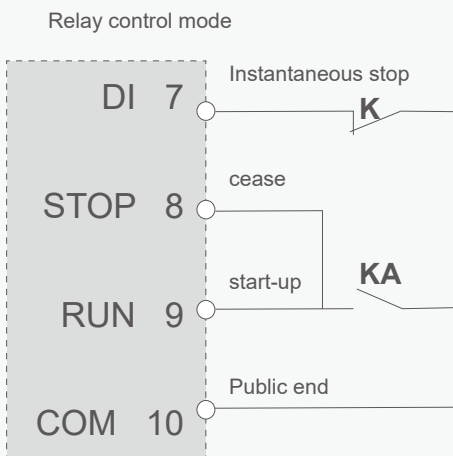 Relay control mode
Instantaneous stop
DI 7
K
cease
STOP 8
KA
start-up
RUN 9
Public end
COM 10